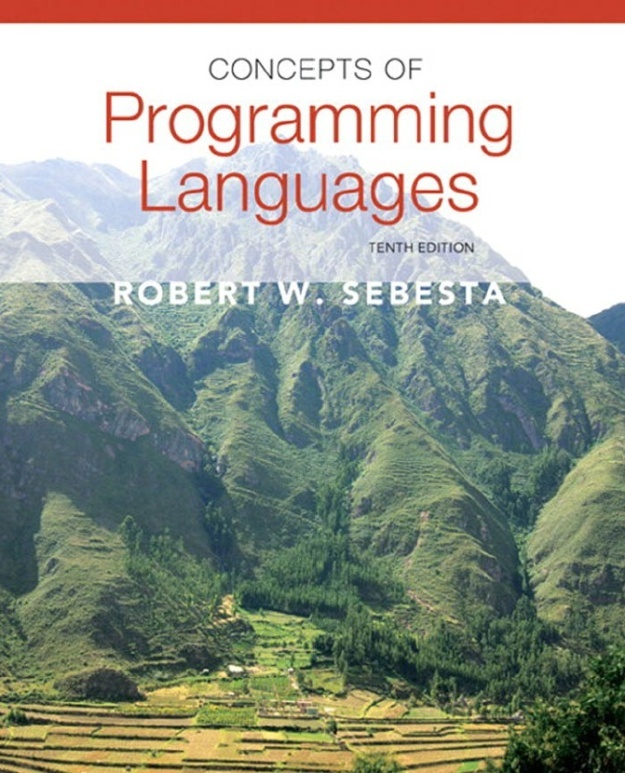 CONCEPTS OF
Programming
Languages
TENTH EDITION
ROBERT W. SEBESTA